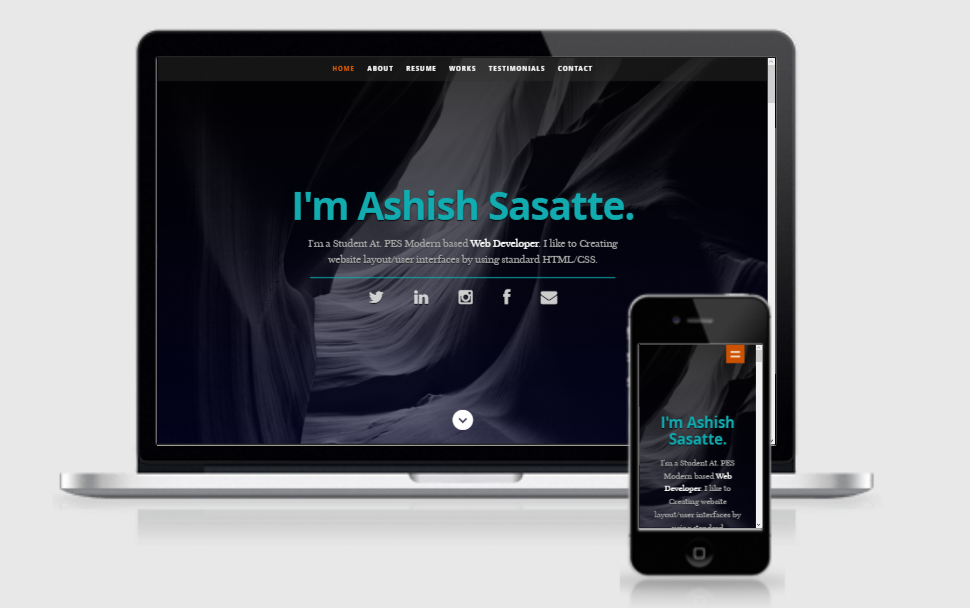 HOME ABOUT RESUME WORKS TESTIMONIALS CONTACT
I'm Ashish Sasatte.
I'm a Student At. PES Modern based Web Developer. I like to Creating
website layout/user interfaces by using standard HTML/CSS.
I'm Ashish
Sasatte.
I'm a Student At. PES
Modern based Web
Developer. I like to
Creating website
layout/user interfaces by
using standard